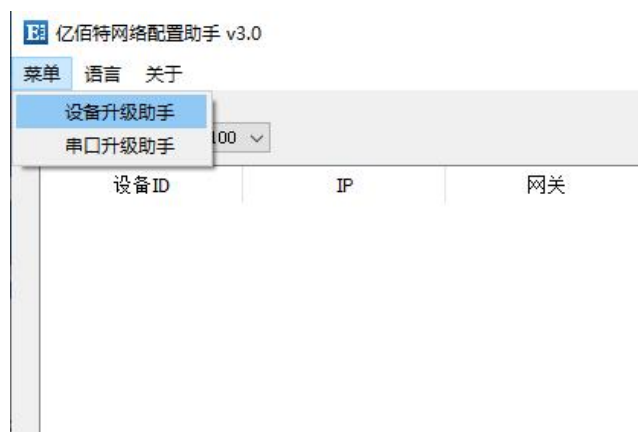 亿佰特网络配置助手 v3.0
菜单 语言 关于
设备升级助手
串口升级助手
100
设备ID IP 网关